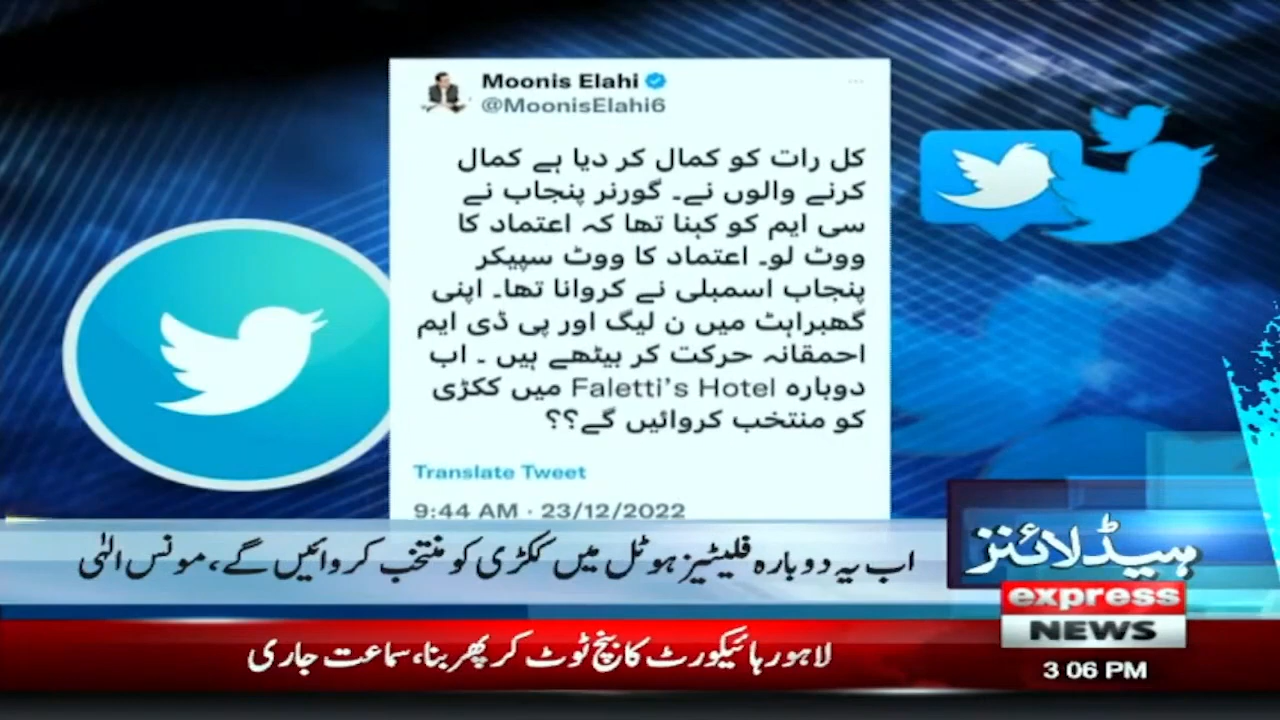 Moonis Elahi
@MoonisElahi6
کل رات کو کمال کر دیا ہے کمال
کرنے والوں نے۔ گورنر پنجاب نے
سی ایم کو کہنا تھا کہ اعتماد کا
ووٹ لو۔ اعتماد کا ووٹ سپیکر
پنجاب اسمبلی نے کروانا تھا۔ اپنی
گھبراہٹ میں ن لیگ اور پی ڈی ایم
احمقانہ حرکت کر بیٹھے ہیں ۔ اب
دوبارہ Faletti's Hotel میں ککڑی
کو منتخب کروائیں گے؟؟
Translate Tweet
9:44 AM · 23/12/2022
ہیڈلائنز
اب یہ دوبارہ فلیٹیز ہوٹل میں ککڑی کو منتخب کروائیں گے، مونس الہٰی
express
NEWS
لاہور ہائیکورٹ کا بنچ ٹوٹ کر پھر بنا، سماعت جاری
3 06 PM